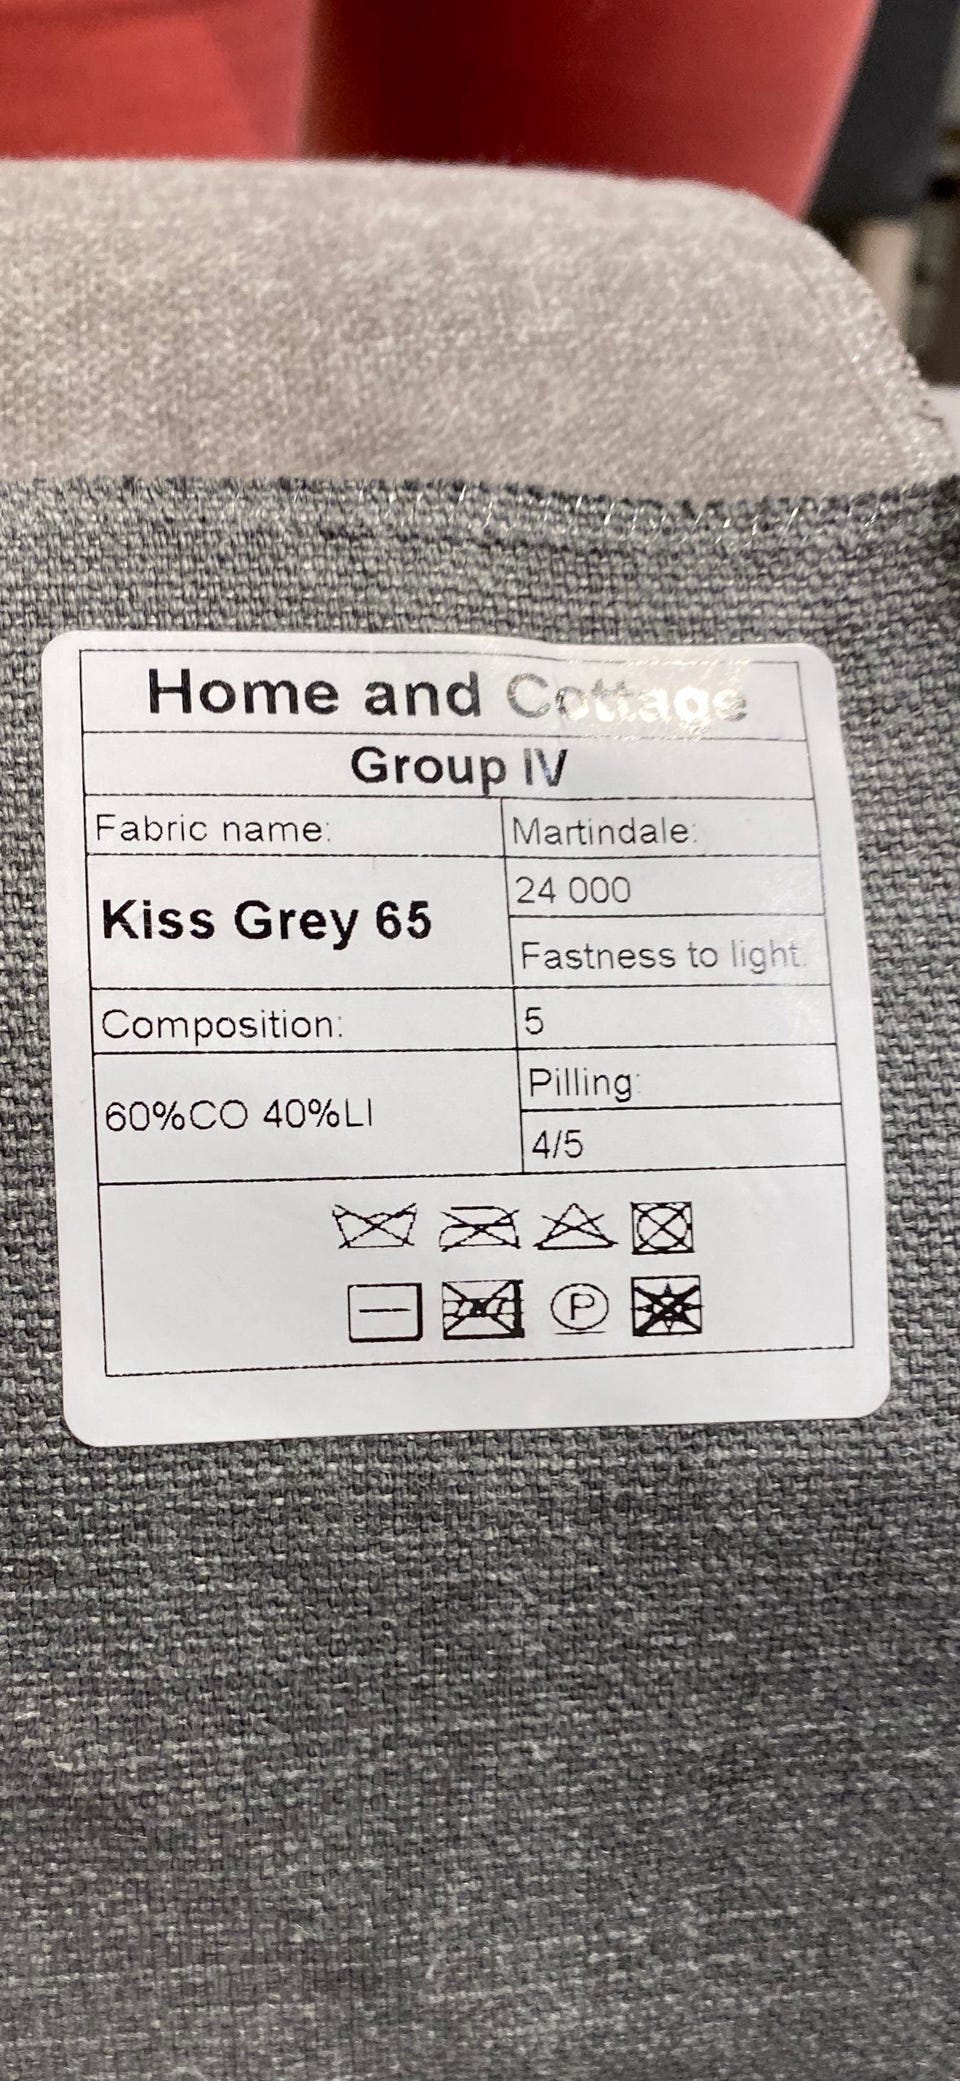 Home and Cottage
Group IV
Fabric name:
Martindale:
Kiss Grey 65
24 000
Fastness to light:
Composition:
5
60%CO 40%LI
Pilling:
4/5
P